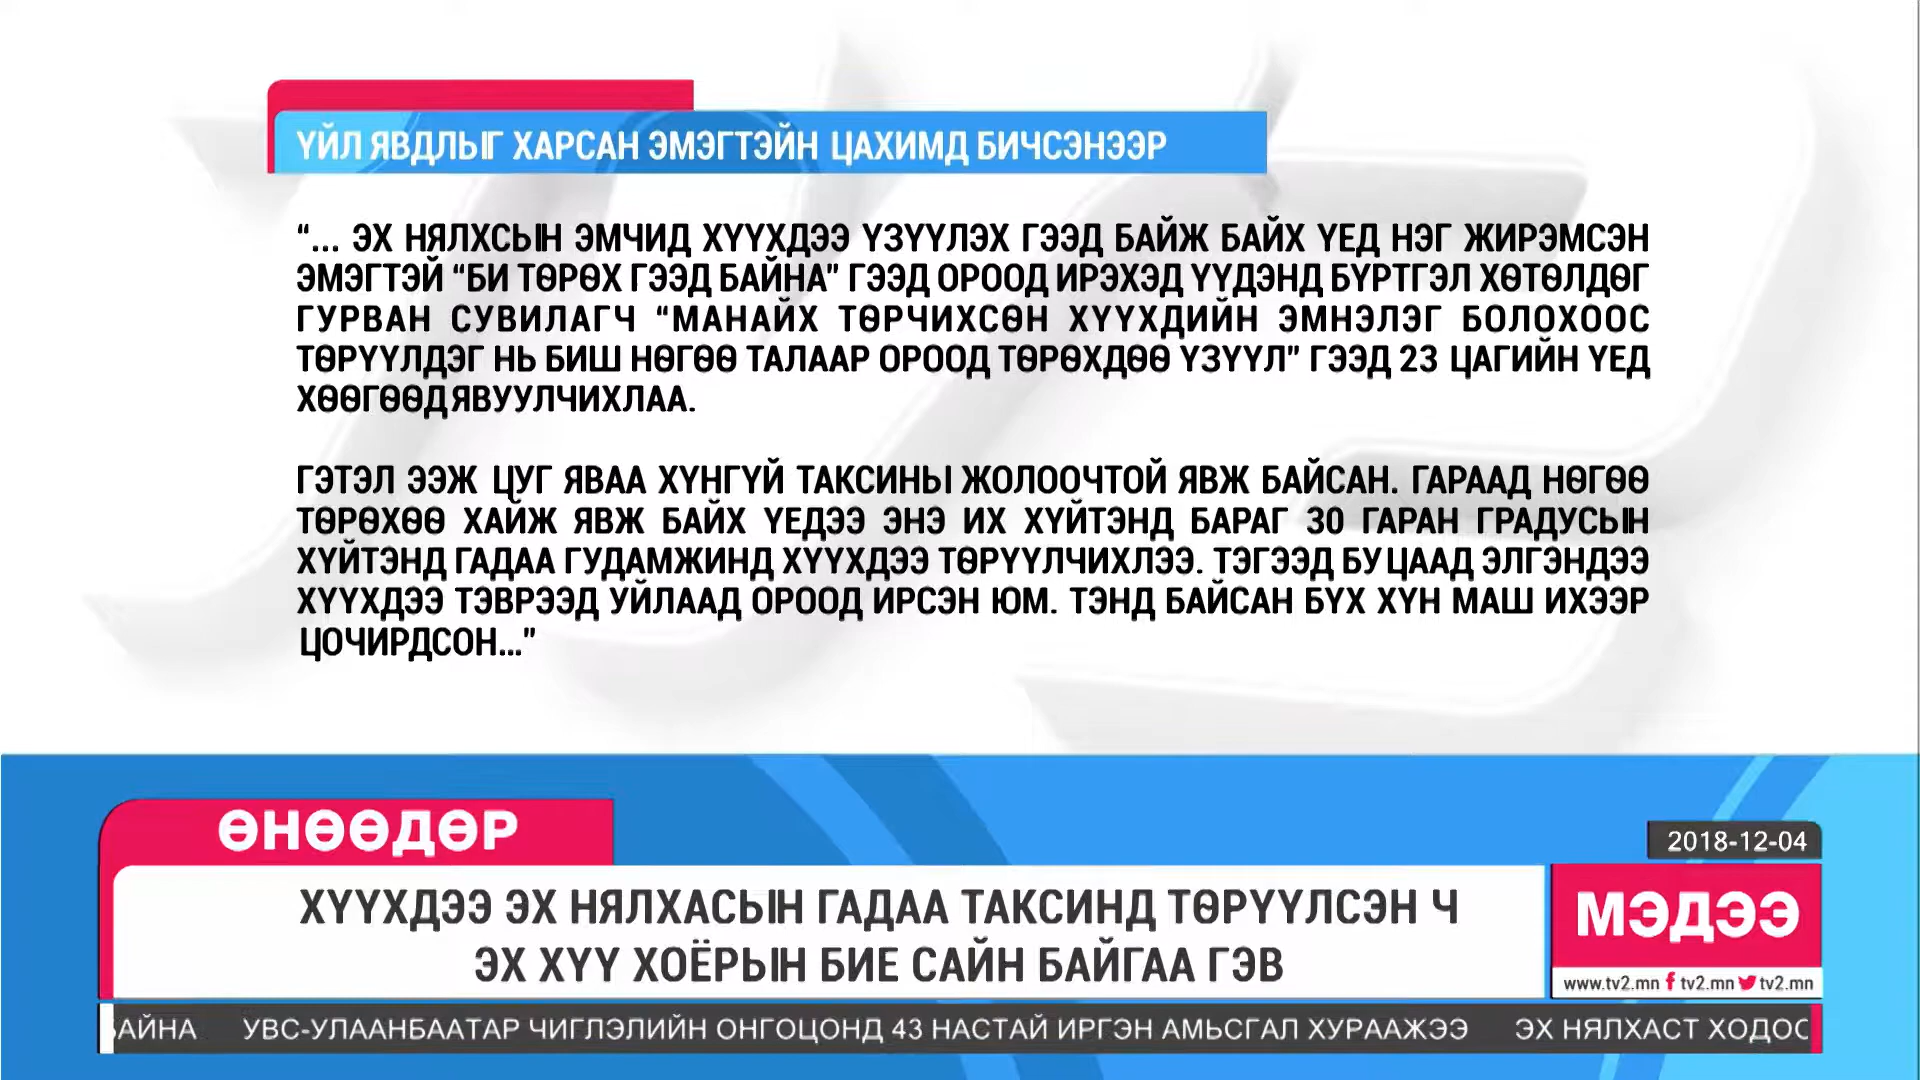 ҮЙЛ ЯВДЛЫГ ХАРСАН ЭМЭГТЭЙН ЦАХИМД БИЧСЭНЭЭР
“... ЭХ НЯЛХСЫН ЭМЧИД ХҮҮХДЭЭ ҮЗҮҮЛЭХ ГЭЭД БАЙЖ БАЙХ ҮЕД НЭГ ЖИРЭМСЭН
ЭМЭГТЭЙ “БИ ТӨРӨХ ГЭЭД БАЙНА” ГЭЭД ОРООД ИРЭХЭД ҮҮДЭНД БҮРТГЭЛ ХӨТӨЛДӨГ
ГУРВАН СУВИЛАГЧ “МАНАЙХ ТӨРЧИХСӨН ХҮҮХДИЙН ЭМНЭЛЭГ БОЛОХООС
ТӨРҮҮЛДЭГ НЬ БИШ НӨГӨӨ ТАЛААР ОРООД ТӨРӨХДӨӨ ҮЗҮҮЛ” ГЭЭД 23 ЦАГИЙН ҮЕД
ХӨӨГӨӨД ЯВУУЛЧИХЛАА.
ГЭТЭЛ ЭЭЖ ЦУГ ЯВАА ХҮНГҮЙ ТАКСИНЫ ЖОЛООЧТОЙ ЯВЖ БАЙСАН. ГАРААД НӨГӨӨ
ТӨРӨХӨӨ ХАЙЖ ЯВЖ БАЙХ ҮЕДЭЭ ЭНЭ ИХ ХҮЙТЭНД БАРАГ 30 ГАРАН ГРАДУСЫН
ХҮЙТЭНД ГАДАА ГУДАМЖИНД ХҮҮХДЭЭ ТӨРҮҮЛЧИХЛЭЭ. ТЭГЭЭД БУЦААД ЭЛГЭНДЭЭ
ХҮҮХДЭЭ ТЭВРЭЭД УЙЛААД ОРООД ИРСЭН ЮМ. ТЭНД БАЙСАН БҮХ ХҮН МАШ ИХЭЭР
ЦОЧИРДСОН...”
ӨНӨӨДӨР
2018-12-04
ХҮҮХДЭЭ ЭХ НЯЛХАСЫН ГАДАА ТАКСИНД ТӨРҮҮЛСЭН Ч
ЭХ ХҮҮ ХОЁРЫН БИЕ САЙН БАЙГАА ГЭВ
МЭДЭЭ
www.tv2.mn tv2.mn tv2.mn
БАЙНА УВС-УЛААНБААТАР ЧИГЛЭЛИЙН ОНГОЦОНД 43 НАСТАЙ ИРГЭН АМЬСГАЛ ХУРААЖЭЭ ЭХ НЯЛХАСТ ХОДОО